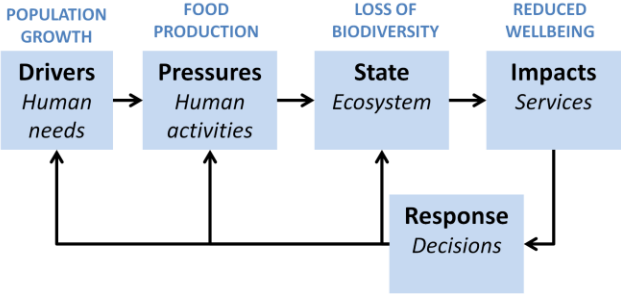 POPULATION
GROWTH
FOOD
PRODUCTION
LOSS OF
BIODIVERSITY
REDUCED
WELLBEING
Drivers
Human
needs
Pressures
Human
activities
State
Ecosystem
Impacts
Services
Response
Decisions